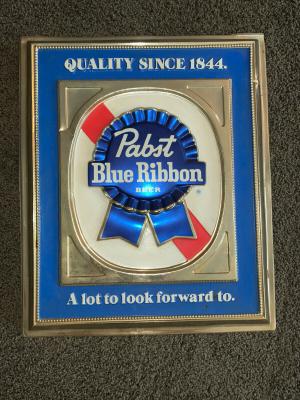 QUALITY SINCE 1844.
Pabst
Blue Ribbon
BEER
®
A lot to look forward to.